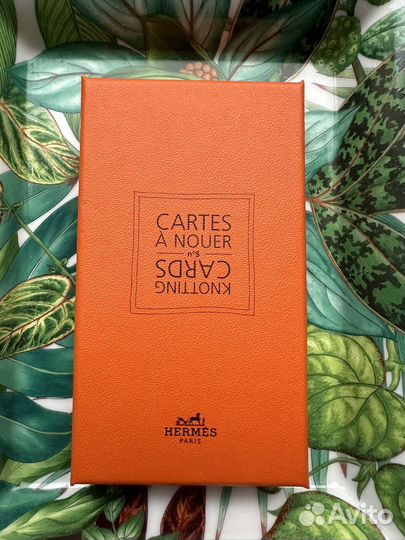 CARTES
À NOUER
n°5
KNOTTING
CARDS
HERMÈS
PARIS
Avito